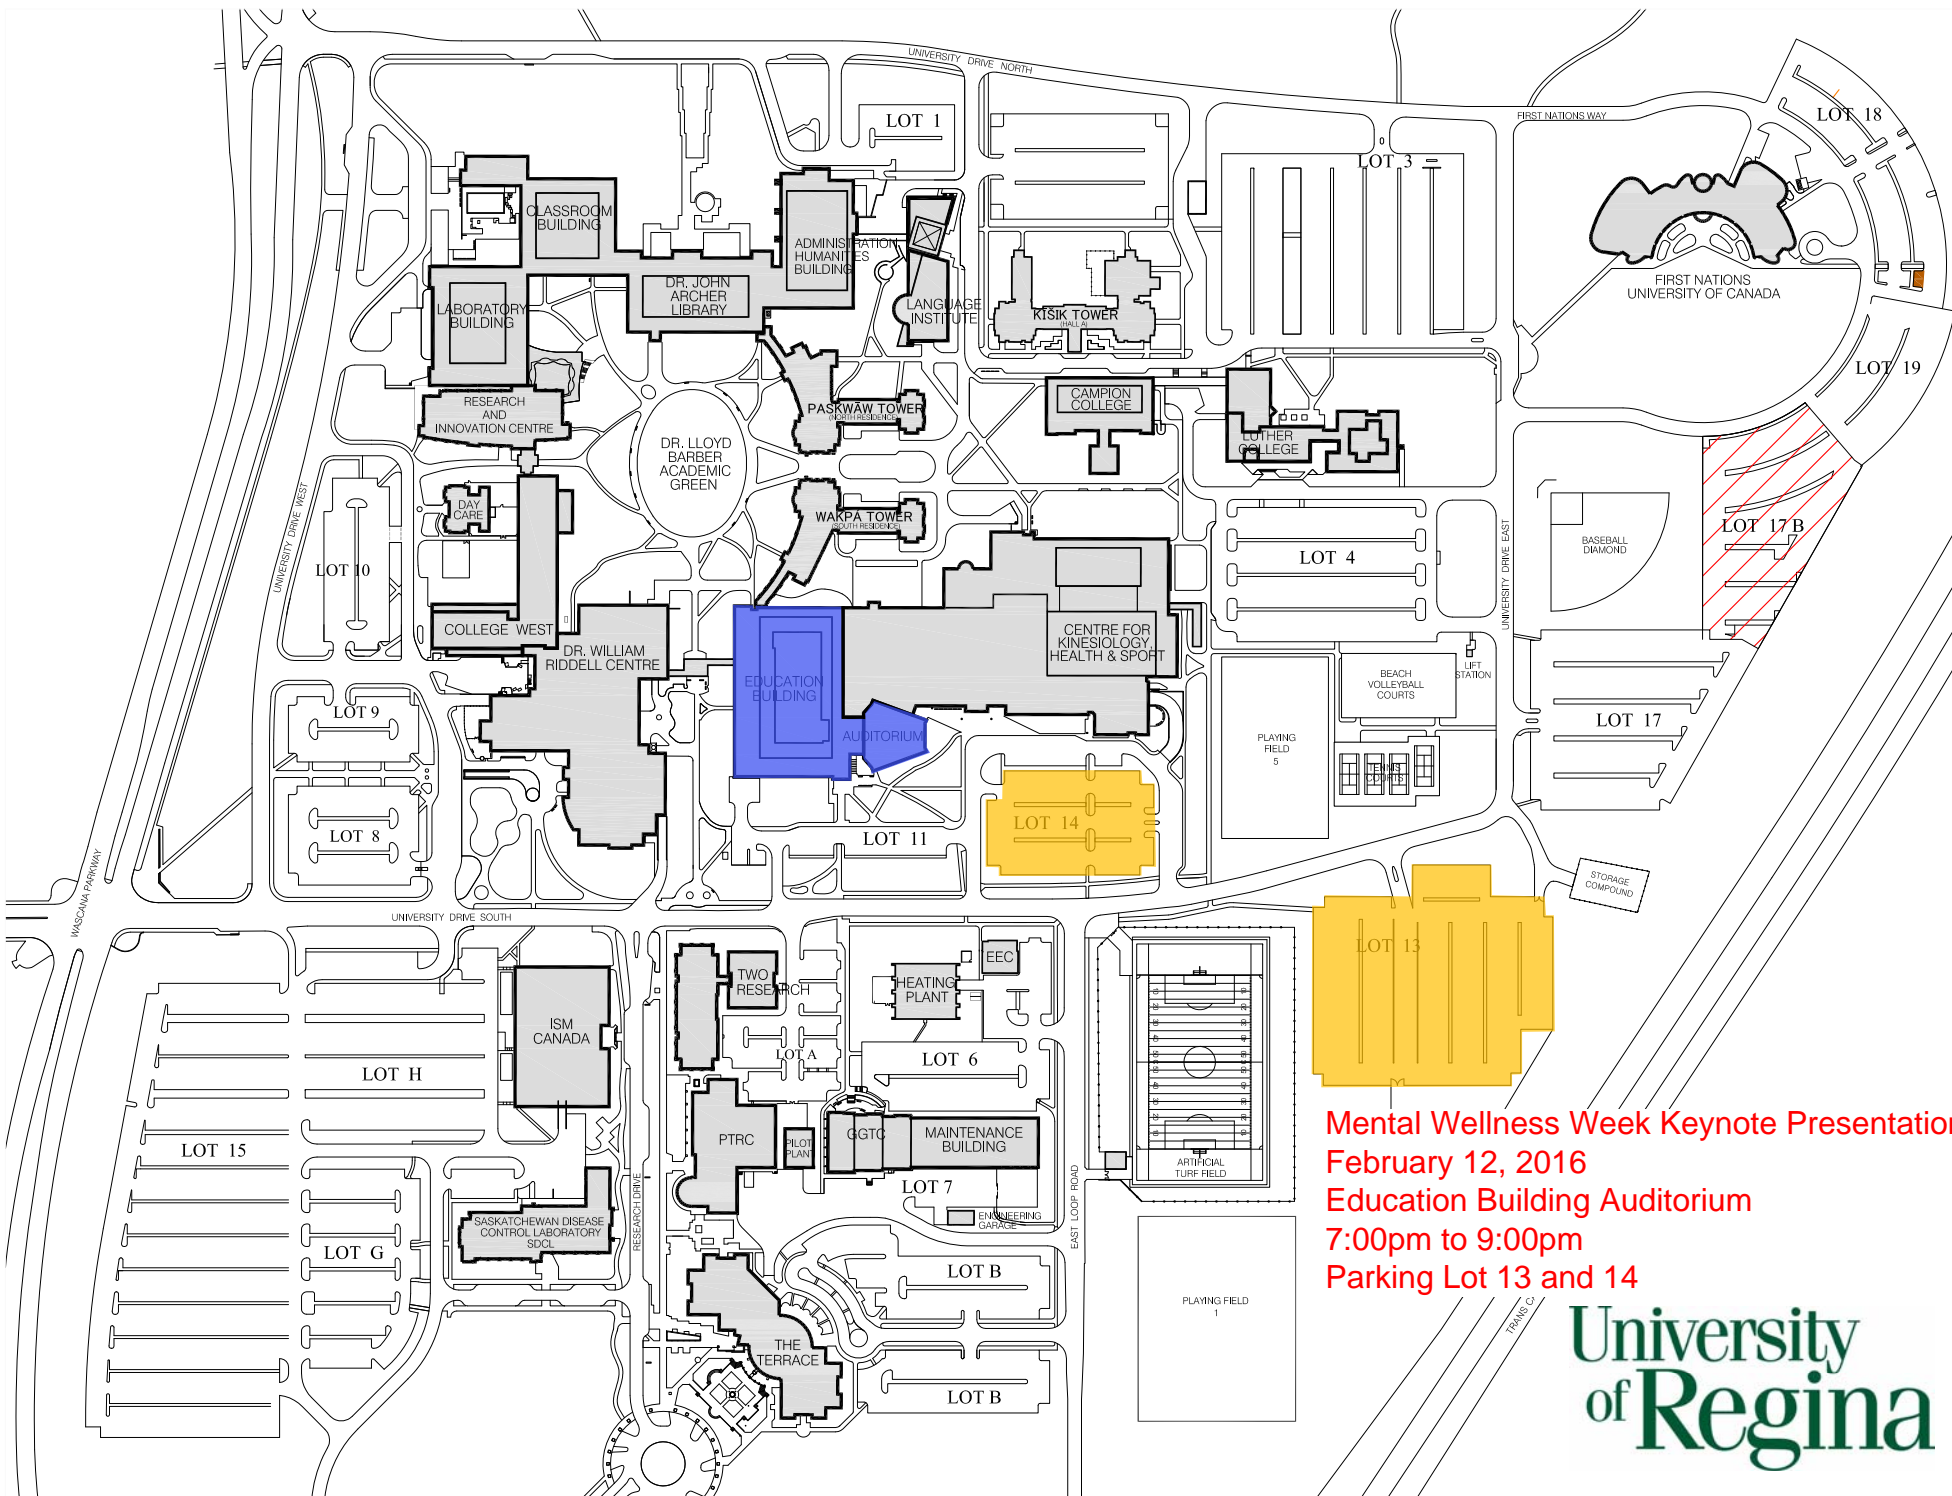 UNIVERSITY DRIVE NORTH
FIRST NATIONS WAY
LOT 18
LOT 1
LOT 3
CLASSROOM
BUILDING
ADMINISTRATION
HUMANITIES
BUILDING
DR. JOHN
ARCHER
LIBRARY
LABORATORY
BUILDING
LANGUAGE
INSTITUTE
KĪSIK TOWER
(HALL A)
FIRST NATIONS
UNIVERSITY OF CANADA
LOT 19
RESEARCH
AND
INNOVATION CENTRE
PASKWĀW TOWER
(NORTH RESIDENCE)
CAMPION
COLLEGE
LUTHER
COLLEGE
DR. LLOYD
BARBER
ACADEMIC
GREEN
DAY
CARE
WAKPÁ TOWER
(SOUTH RESIDENCE)
UNIVERSITY DRIVE WEST
LOT 10
LOT 4
UNIVERSITY DRIVE EAST
BASEBALL
DIAMOND
LOT 17 B
COLLEGE WEST
DR. WILLIAM
RIDDELL CENTRE
CENTRE FOR
KINESIOLOGY,
HEALTH & SPORT
EDUCATION
BUILDING
AUDITORIUM
BEACH
VOLLEYBALL
COURTS
LIFT
STATION
LOT 9
LOT 17
PLAYING
FIELD
5
TENNIS
COURTS
LOT 8
LOT 11
LOT 14
STORAGE
COMPOUND
WASCANA PARKWAY
UNIVERSITY DRIVE SOUTH
LOT 13
TWO
RESEARCH
HEATING
PLANT
EEC
ISM
CANADA
LOT A
LOT 6
LOT H
LOT 15
PTRC
PILOT
PLANT
GGTC
MAINTENANCE
BUILDING
ARTIFICIAL
TURF FIELD
LOT 7
ENGINEERING
GARAGE
EAST LOOP ROAD
RESEARCH DRIVE
SASKATCHEWAN DISEASE
CONTROL LABORATORY
SDCL
LOT G
LOT B
THE
TERRACE
LOT B
PLAYING FIELD
1
Mental Wellness Week Keynote Presentation
February 12, 2016
Education Building Auditorium
7:00pm to 9:00pm
Parking Lot 13 and 14
TRANS C
University
of Regina